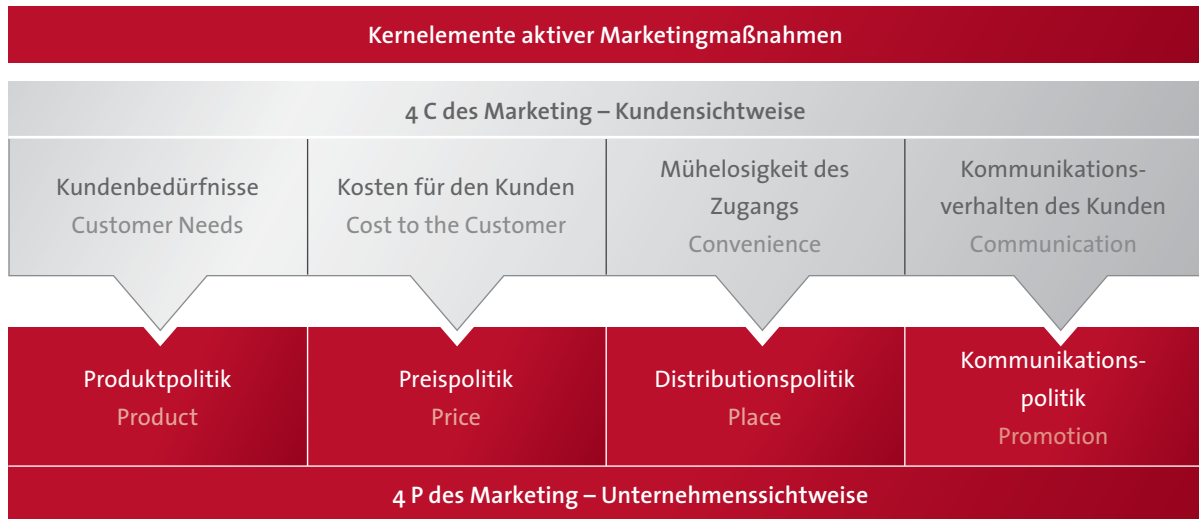 Kernelemente aktiver Marketingmaßnahmen
4 C des Marketing – Kundensichtweise
Kundenbedürfnisse
Customer Needs
Kosten für den Kunden
Cost to the Customer
Mühelosigkeit des
Zugangs
Convenience
Kommunikations-
verhalten des Kunden
Communication
Produktpolitik
Product
Preispolitik
Price
Distributionspolitik
Place
Kommunikations-
politik
Promotion
4 P des Marketing – Unternehmenssichtweise